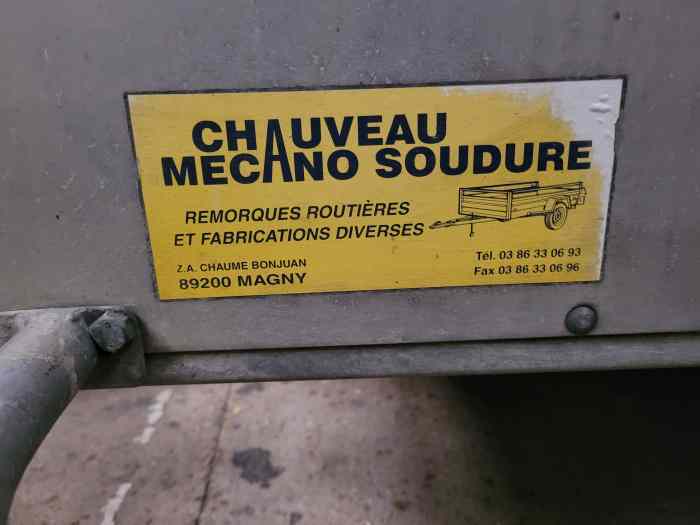 CHAUVEAU
MECANO SOUDURE
REMORQUES ROUTIÈRES
ET FABRICATIONS DIVERSES
Z.A. CHAUME BONJUAN
89200 MAGNY
Tél. 03 86 33 06 93
Fax 03 86 33 06 96